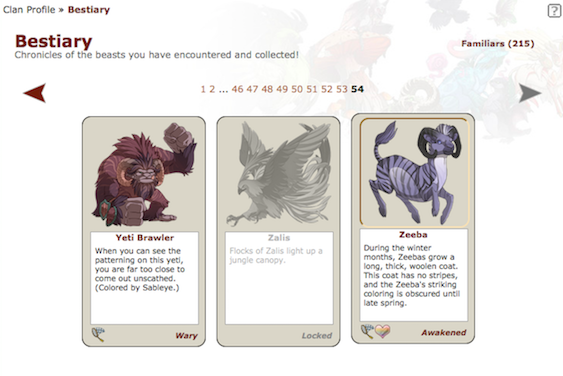 Clan Profile » Bestiary
?
Bestiary
Chronicles of the beasts you have encountered and collected!
Familiars (215)
1 2 ... 46 47 48 49 50 51 52 53 54
Yeti Brawler
When you can see the
patterning on this yeti,
you are far too close to
come out unscathed.
(Colored by Sableye.)
Wary
Zalis
Flocks of Zalis light up a
jungle canopy.
Locked
Zeeba
During the winter
months, Zeebas grow a
long, thick, woolen coat.
This coat has no stripes,
and the Zeeba's striking
coloring is obscured until
late spring.
Awakened